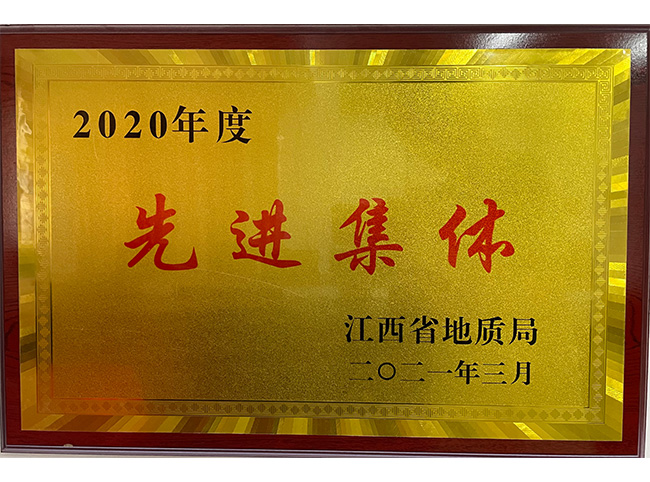 2020年度
先进集体
江西省地质局
二〇二一年三月